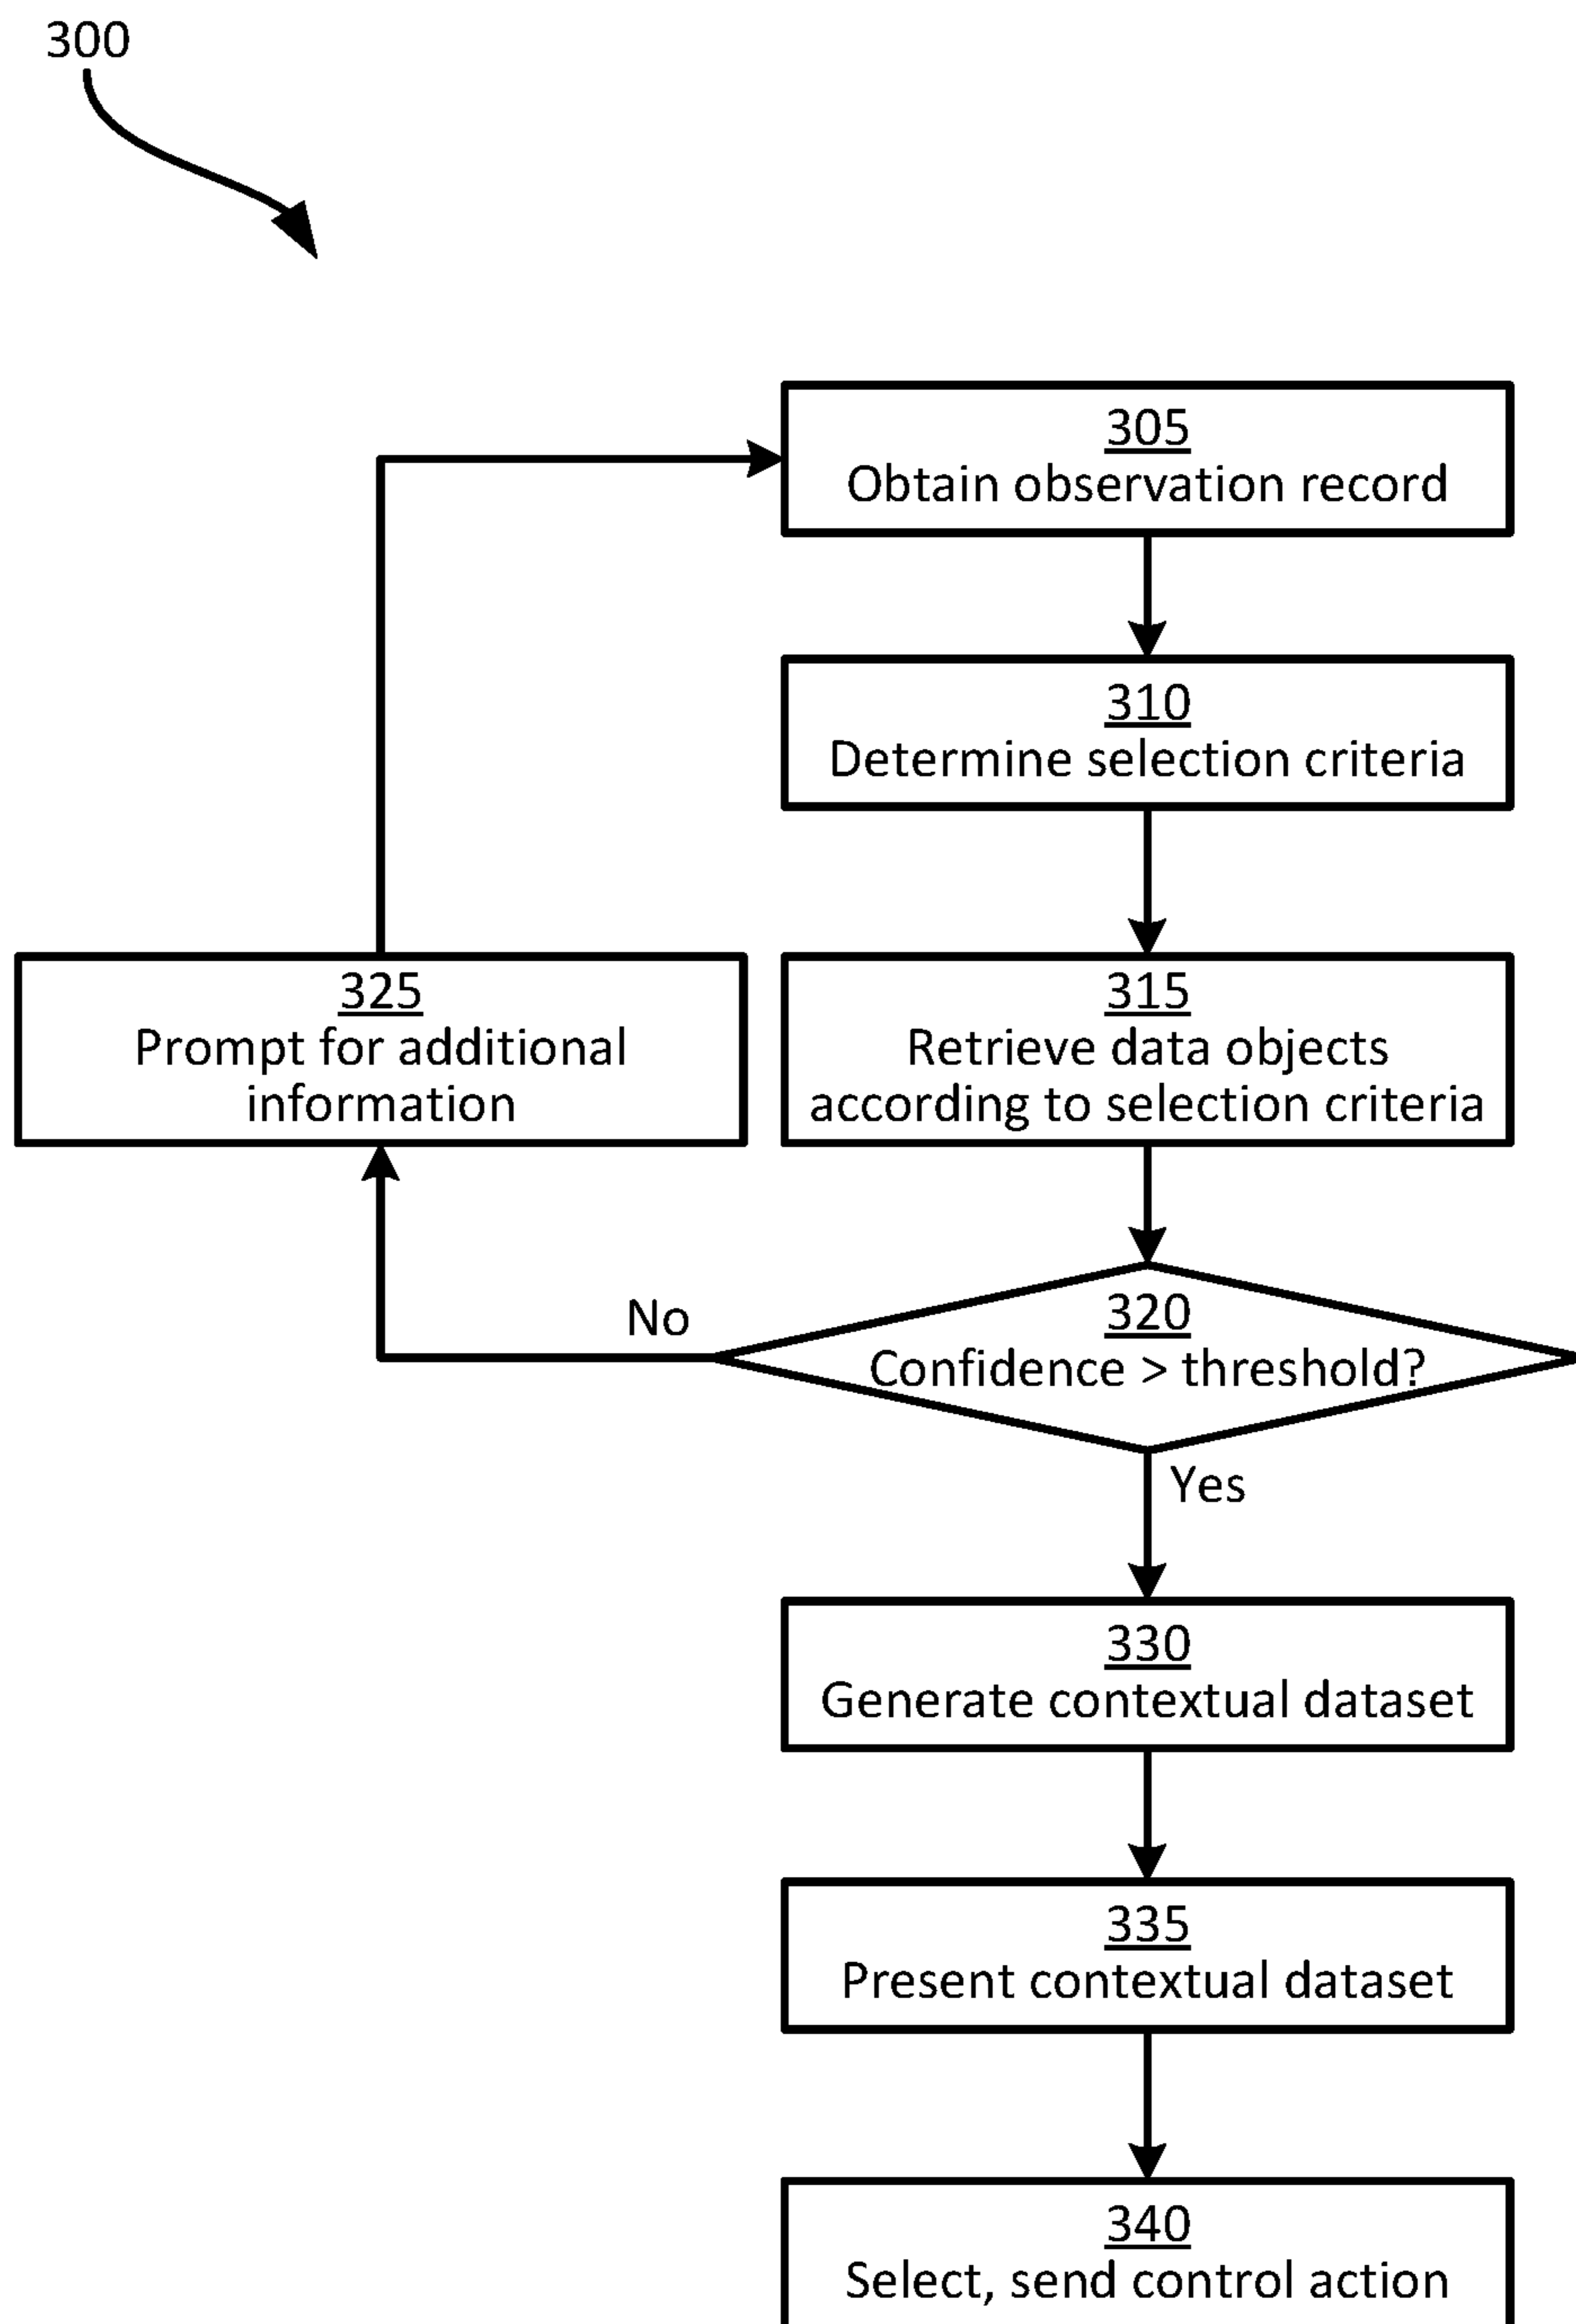 300
305
Obtain observation record
310
Determine selection criteria
325
Prompt for additional
information
315
Retrieve data objects
according to selection criteria
320
Confidence > threshold?
No
Yes
330
Generate contextual dataset
335
Present contextual dataset
340
Select, send control action